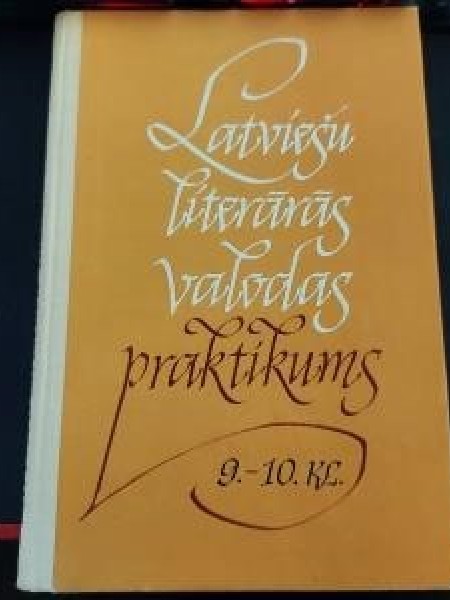 Latviešu
literārās
valodas
praktikums
9.-10. KL.